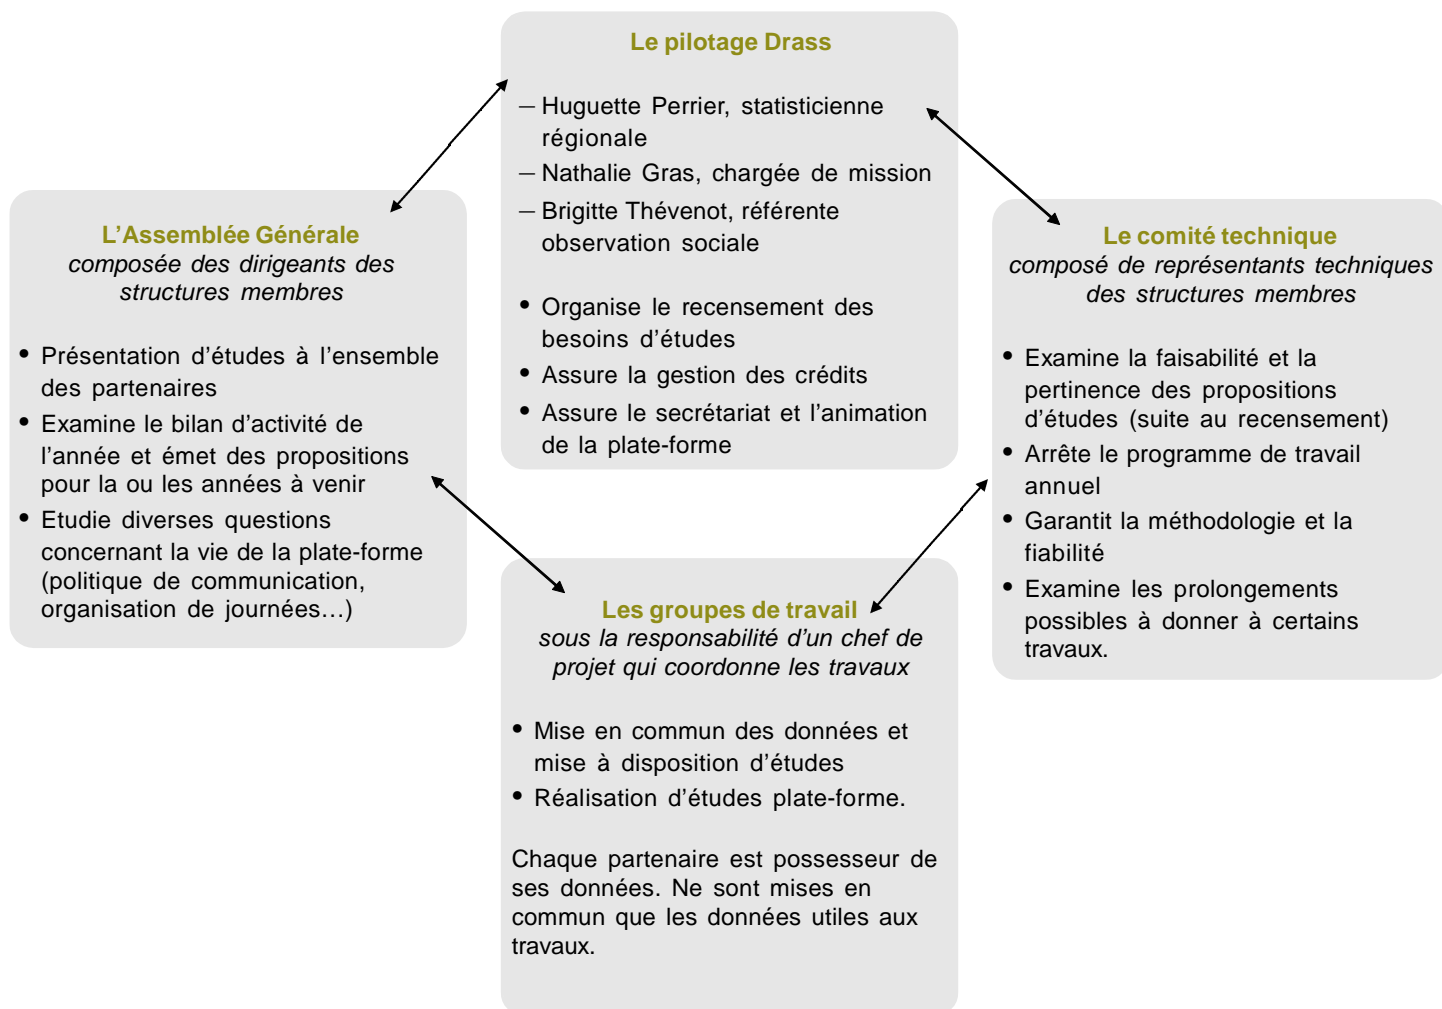 Le pilotage Drass
– Huguette Perrier, statisticienne
régionale
– Nathalie Gras, chargée de mission
– Brigitte Thévenot, référente
observation sociale
• Organise le recensement des
besoins d’études
• Assure la gestion des crédits
• Assure le secrétariat et l’animation
de la plate-forme
L’Assemblée Générale
composée des dirigeants des
structures membres
• Présentation d’études à l’ensemble
des partenaires
• Examine le bilan d’activité de
l’année et émet des propositions
pour la ou les années à venir
• Etudie diverses questions
concernant la vie de la plate-forme
(politique de communication,
organisation de journées…)
Le comité technique
composé de représentants techniques
des structures membres
• Examine la faisabilité et la
pertinence des propositions
d’études (suite au recensement)
• Arrête le programme de travail
annuel
• Garantit la méthodologie et la
fiabilité
• Examine les prolongements
possibles à donner à certains
travaux.
Les groupes de travail
sous la responsabilité d’un chef de
projet qui coordonne les travaux
• Mise en commun des données et
mise à disposition d’études
• Réalisation d’études plate-forme.
Chaque partenaire est possesseur de
ses données. Ne sont mises en
commun que les données utiles aux
travaux.